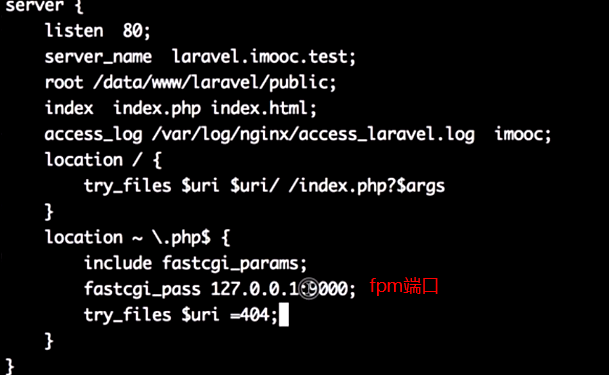 server {
listen 80;
server_name laravel.imooc.test;
root /data/www/laravel/public;
index index.php index.html;
access_log /var/log/nginx/access_laravel.log imooc;
location / {
try_files $uri $uri/ /index.php?$args
}
location ~ \.php$ {
include fastcgi_params;
fastcgi_pass 127.0.0.1:9000; fpm端口
try_files $uri =404;
}
}